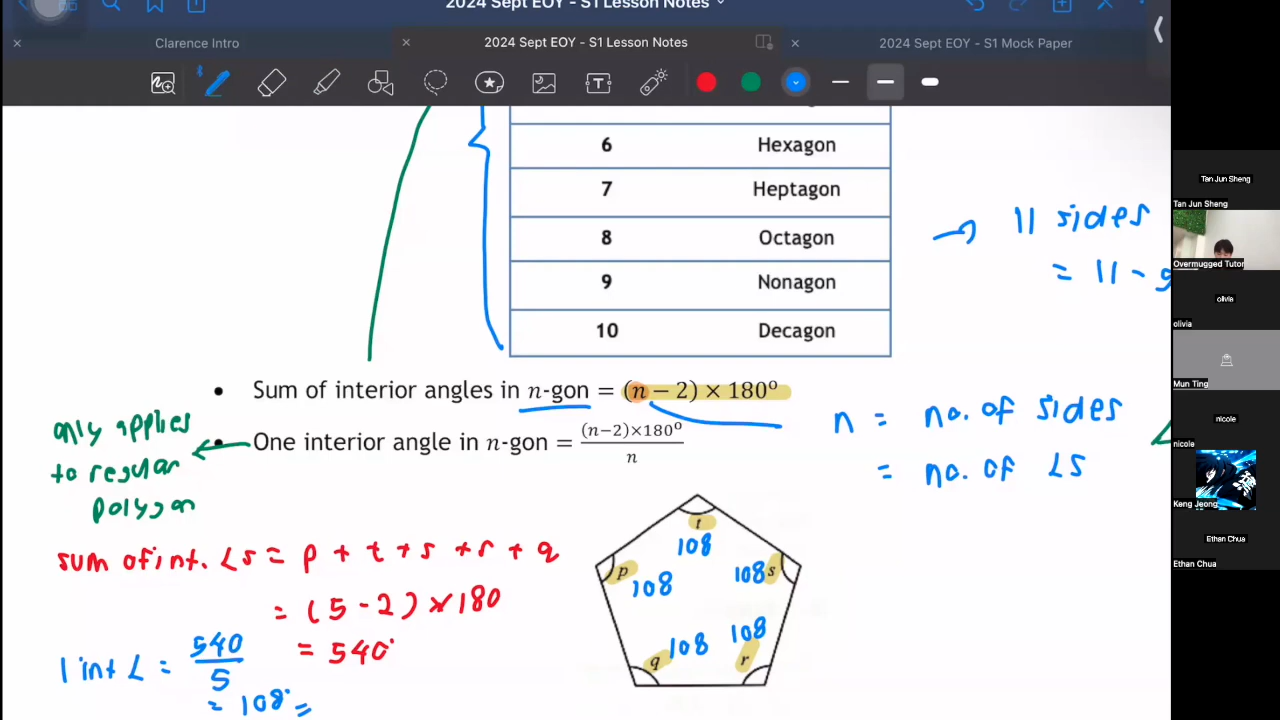 2024 Sept EOY - S1 Lesson Notes
Clarence Intro
2024 Sept EOY - S1 Lesson Notes
2024 Sept EOY - S1 Mock Paper
6 Hexagon
7 Heptagon
8 Octagon
9 Nonagon
10 Decagon
→ 11 sides
= 11 -
• Sum of interior angles in n-gon = (n − 2) × 180°
• One interior angle in n-gon = (n−2)×180° / n
only applies
to regular
polygon
n = no. of sides
= no. of ∠s
sum of int. ∠s = p + t + s + r + q
= (5 - 2) × 180
= 540°
1 int ∠ = 540 / 5
= 108° =
t
108
p
108
108 s
q 108
108
r
Tan Jun Sheng
Tan Jun Sheng
Overmugged Tutor
olivia
olivia
Mun Ting
nicole
nicole
Keng Jeong
Ethan Chua
Ethan Chua